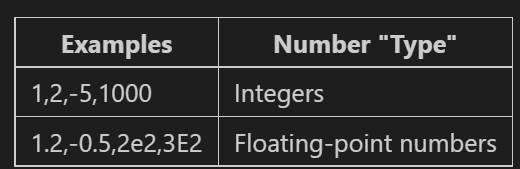 Examples Number "Type"
1,2,-5,1000 Integers
1.2,-0.5,2e2,3E2 Floating-point numbers